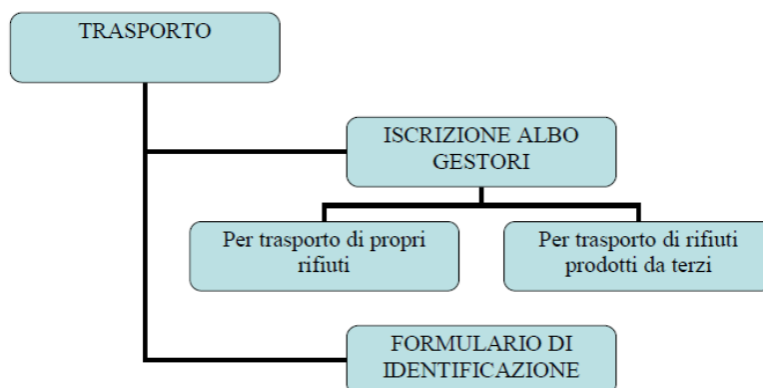 TRASPORTO
ISCRIZIONE ALBO
GESTORI
Per trasporto di propri
rifiuti
Per trasporto di rifiuti
prodotti da terzi
FORMULARIO DI
IDENTIFICAZIONE